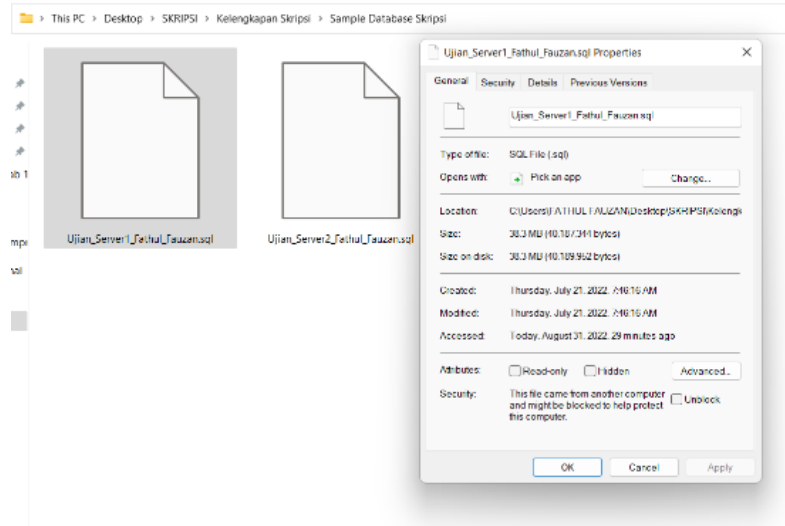 This PC > Desktop > SKRIPSI > Kelengkapan Skripsi > Sample Database Skripsi
Ujian_Server1_Fathul_Fauzan.sql
Ujian_Server2_Fathul_Fauzan.sql
Ujian_Server1_Fathul_Fauzan.sql Properties
General Security Details Previous Versions
Ujian_Server1_Fathul_Fauzan.sql
Type of file: SQL File (.sql)
Opens with: Pick an app Change...
Location: C:\Users\FATHUL FAUZAN\Desktop\SKRIPSI\Kelengk
Size: 38.3 MB (40.187.344 bytes)
Size on disk: 38.3 MB (40.189.952 bytes)
Created: Thursday, July 21, 2022, 7:46:16 AM
Modified: Thursday, July 21, 2022, 7:46:16 AM
Accessed: Today, August 31, 2022, 29 minutes ago
Attributes: Read-only Hidden Advanced...
Security: This file came from another computer
and might be blocked to help protect
this computer.
Unblock
OK Cancel Apply